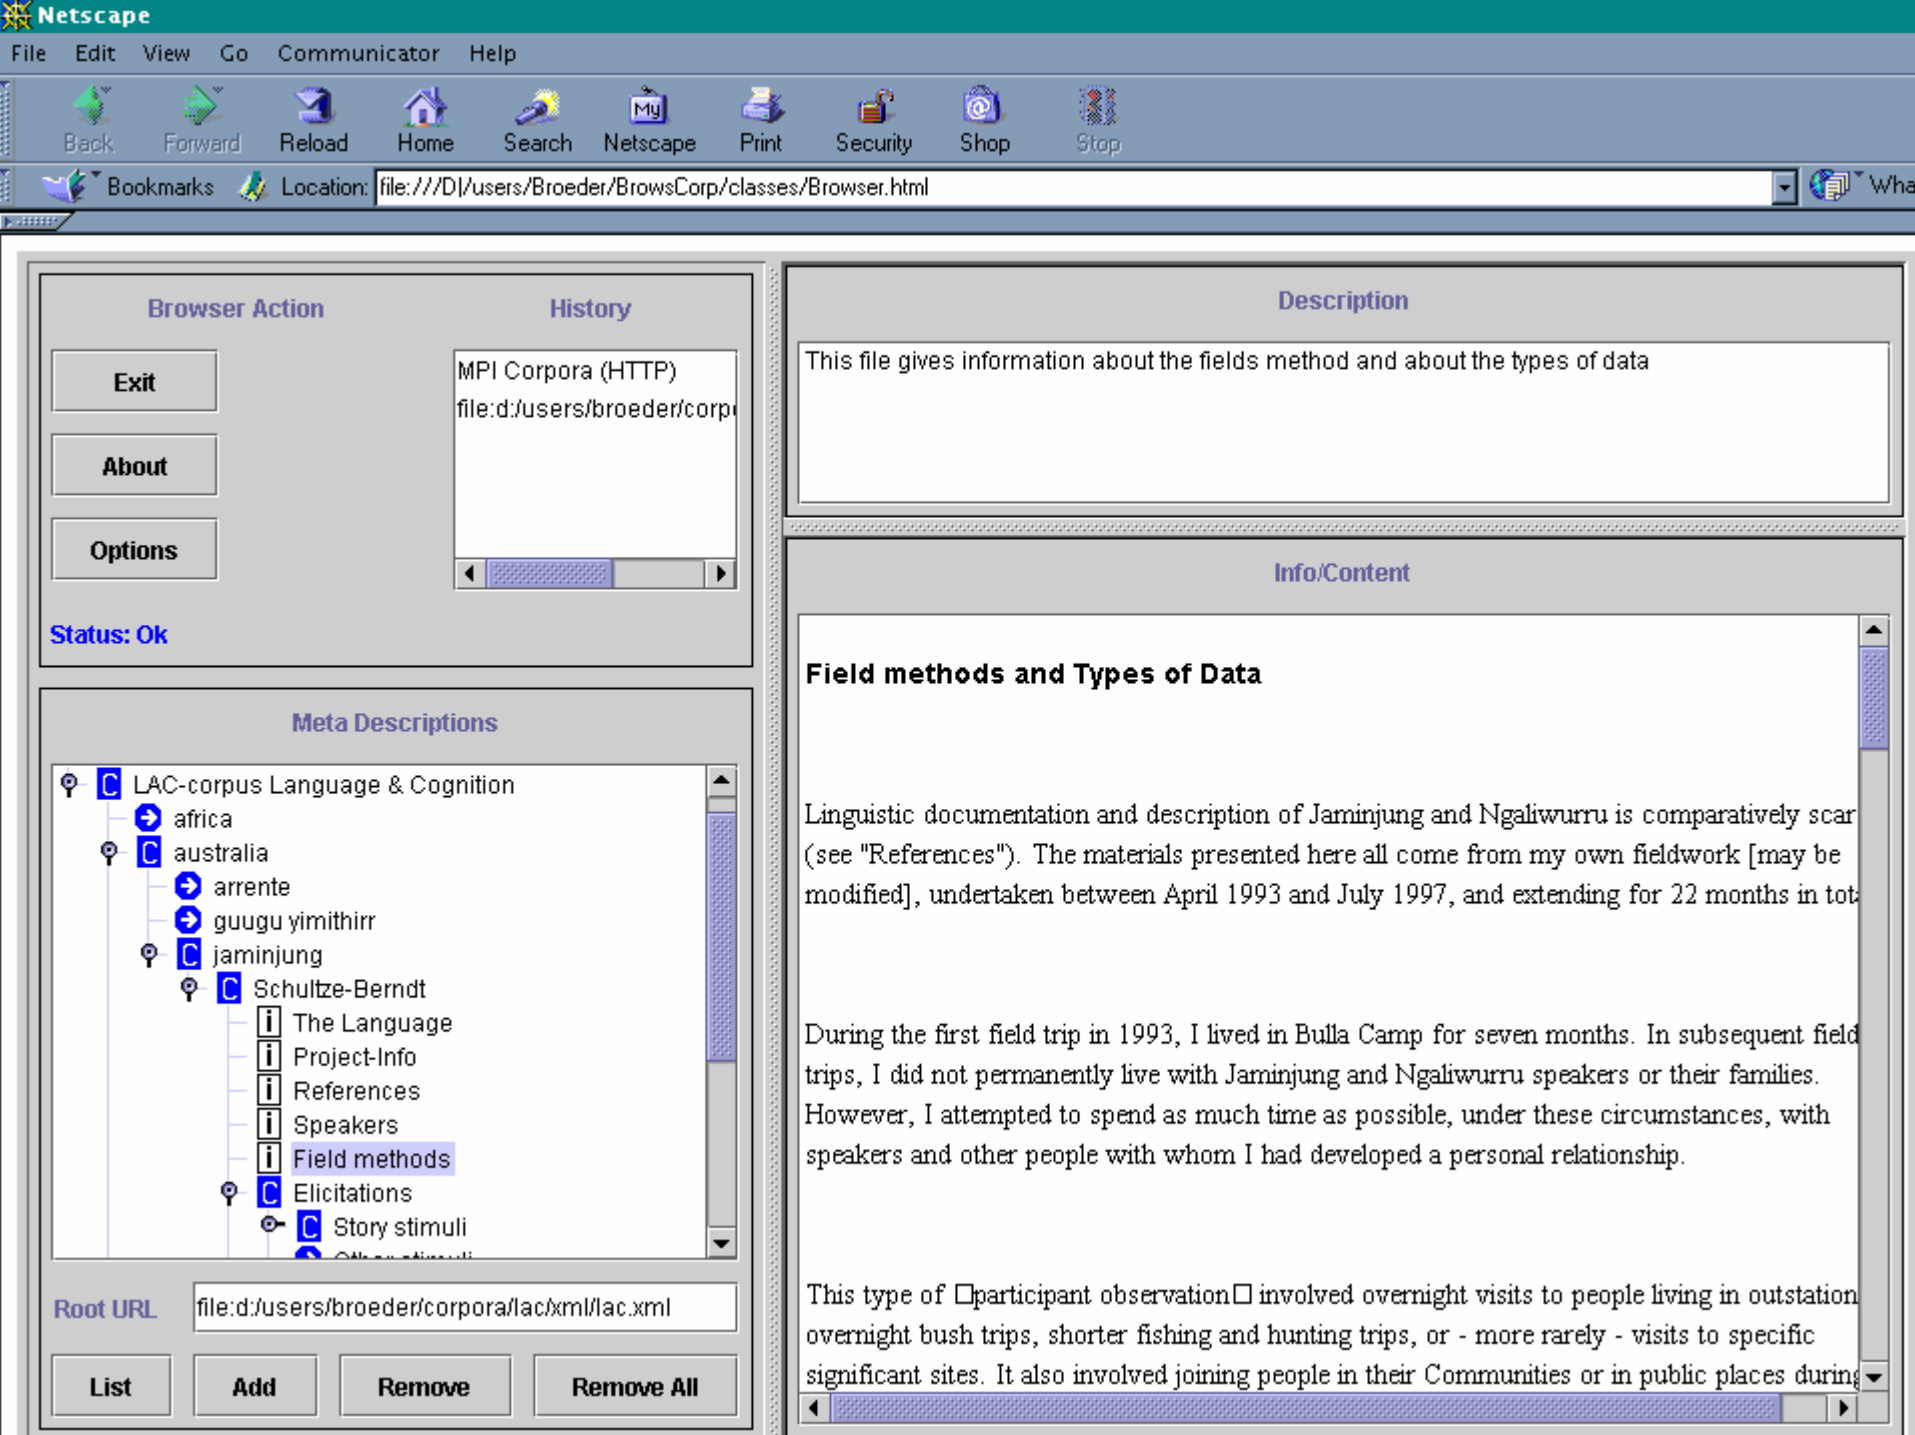 Netscape
File Edit View Go Communicator Help
Back Forward Reload Home Search Netscape Print Security Shop Stop
My
Bookmarks Location: file:///D|/users/Broeder/BrowsCorp/classes/Browser.html Wha
Browser Action
Exit
About
Options
Status: Ok
History
MPI Corpora (HTTP)
file:d:/users/broeder/corp
Meta Descriptions
C LAC-corpus Language & Cognition
africa
C australia
arrente
guugu yimithirr
C jaminjung
C Schultze-Berndt
i The Language
i Project-Info
i References
i Speakers
i Field methods
C Elicitations
C Story stimuli
Other stimuli
Root URL file:d:/users/broeder/corpora/lac/xml/lac.xml
List Add Remove Remove All
Description
This file gives information about the fields method and about the types of data
Info/Content
Field methods and Types of Data
Linguistic documentation and description of Jaminjung and Ngaliwurru is comparatively scar
(see "References"). The materials presented here all come from my own fieldwork [may be
modified], undertaken between April 1993 and July 1997, and extending for 22 months in tot
During the first field trip in 1993, I lived in Bulla Camp for seven months. In subsequent field
trips, I did not permanently live with Jaminjung and Ngaliwurru speakers or their families.
However, I attempted to spend as much time as possible, under these circumstances, with
speakers and other people with whom I had developed a personal relationship.
This type of □participant observation□ involved overnight visits to people living in outstation
overnight bush trips, shorter fishing and hunting trips, or - more rarely - visits to specific
significant sites. It also involved joining people in their Communities or in public places during